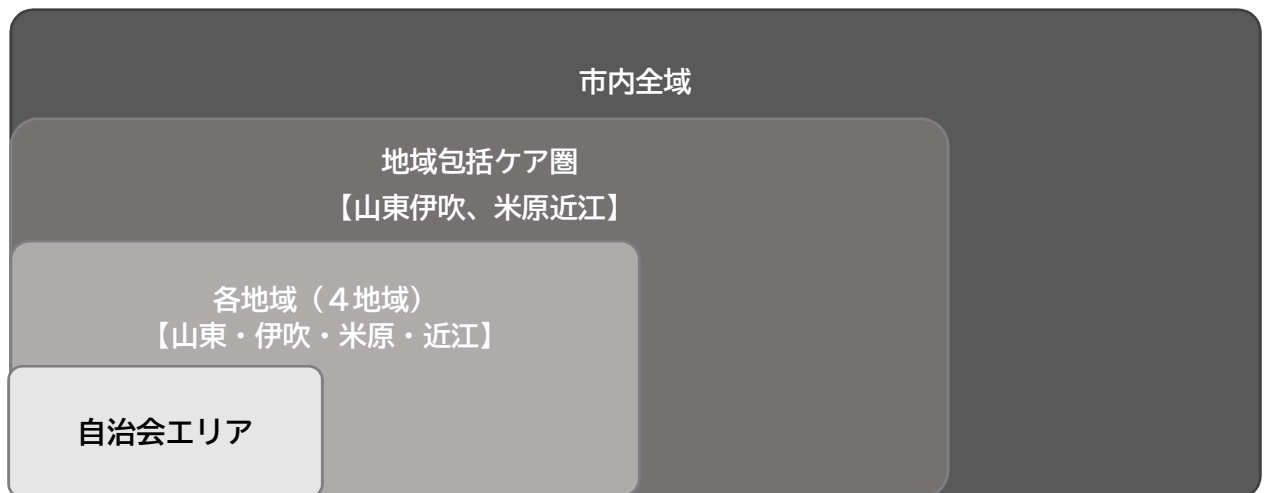 市内全域
地域包括ケア圏
【山東伊吹、米原近江】
各地域（４地域）
【山東・伊吹・米原・近江】
自治会エリア